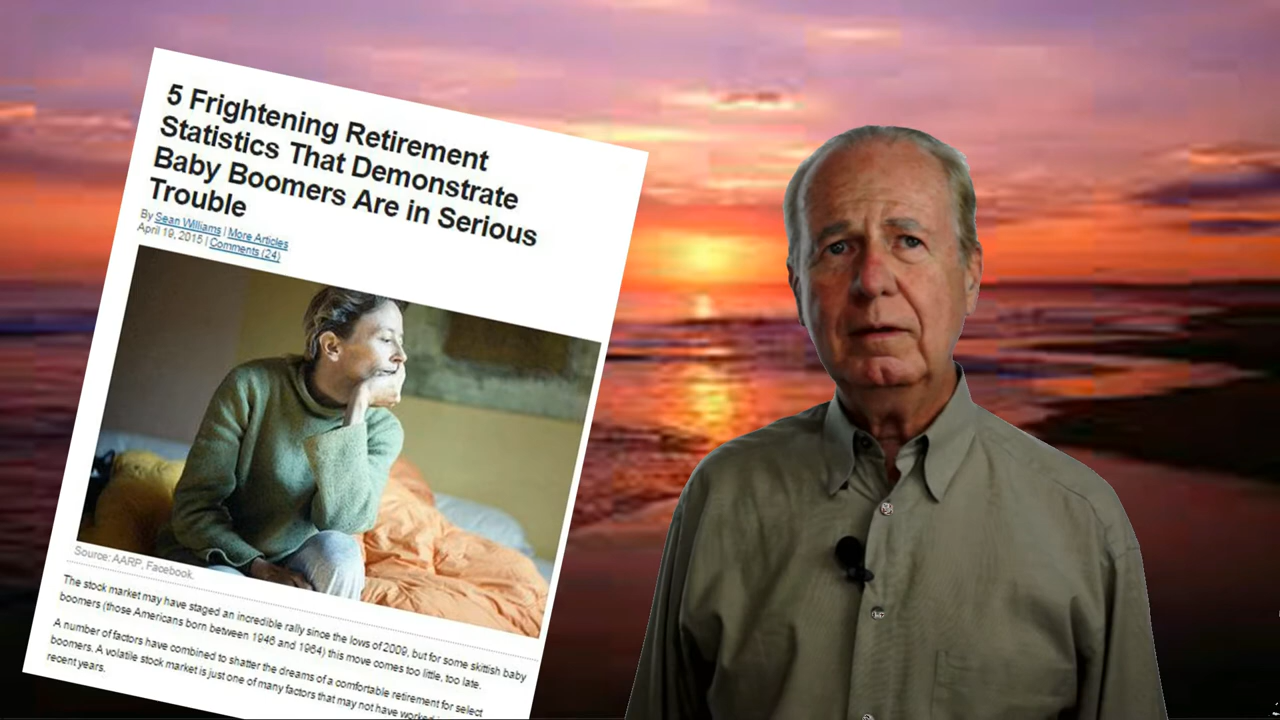 5 Frightening Retirement
Statistics That Demonstrate
Baby Boomers Are in Serious
Trouble
By Sean Williams | More Articles
April 19, 2015 | Comments (24)
Source: AARP, Facebook.
The stock market may have staged an incredible rally since the lows of 2009, but for some skittish baby
boomers (those Americans born between 1946 and 1964) this move comes too little, too late.
A number of factors have combined to shatter the dreams of a comfortable retirement for select
boomers. A volatile stock market is just one of many factors that may not have worked
recent years.